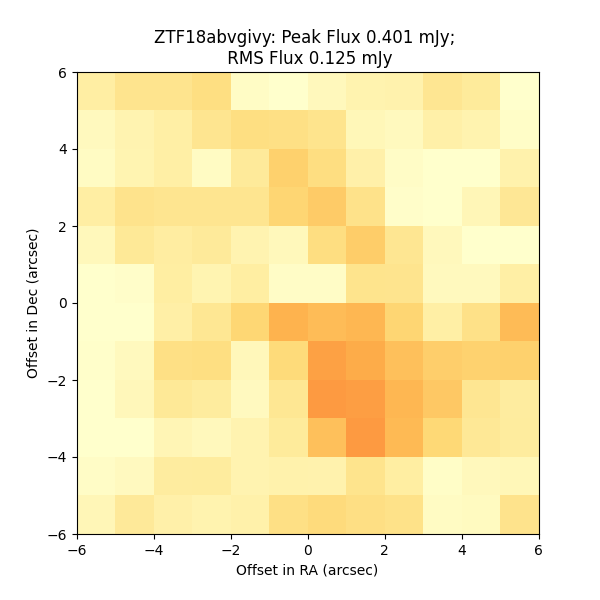 ZTF18abvgivy: Peak Flux 0.401 mJy;
RMS Flux 0.125 mJy
6
4
2
0
−2
−4
−6
Offset in Dec (arcsec)
−6 −4 −2 0 2 4 6
Offset in RA (arcsec)